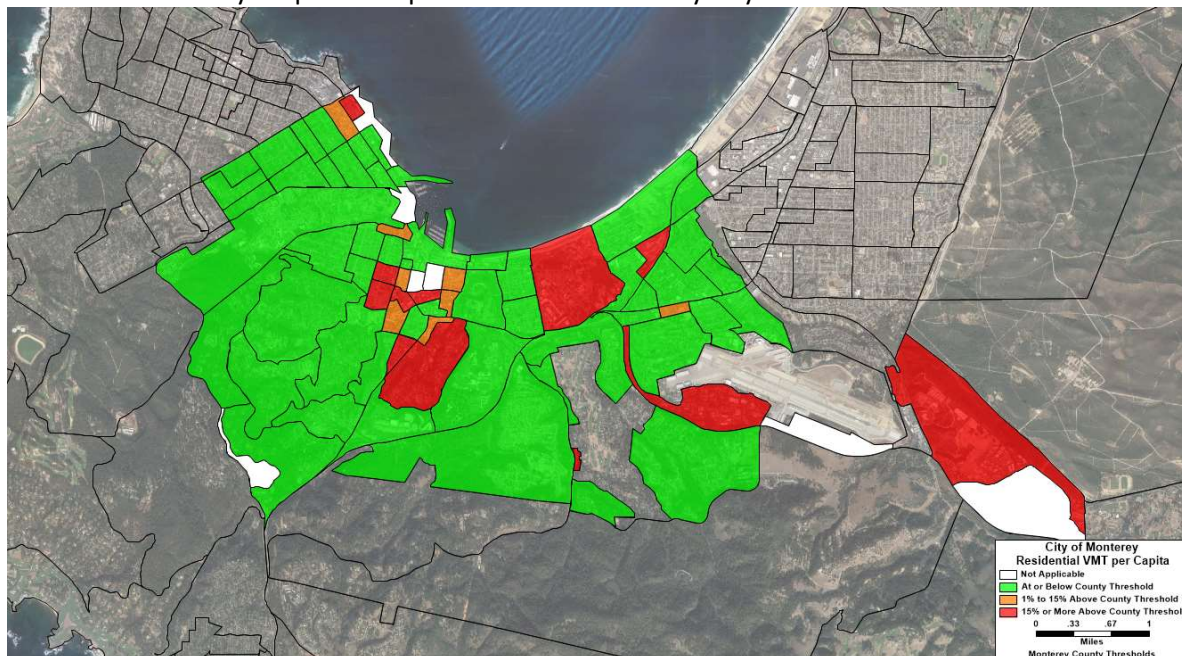 City of Monterey
Residential VMT per Capita
Not Applicable
At or Below County Threshold
1% to 15% Above County Threshold
15% or More Above County Threshol
0 .33 .67 1
Miles
Monterey County Thresholds